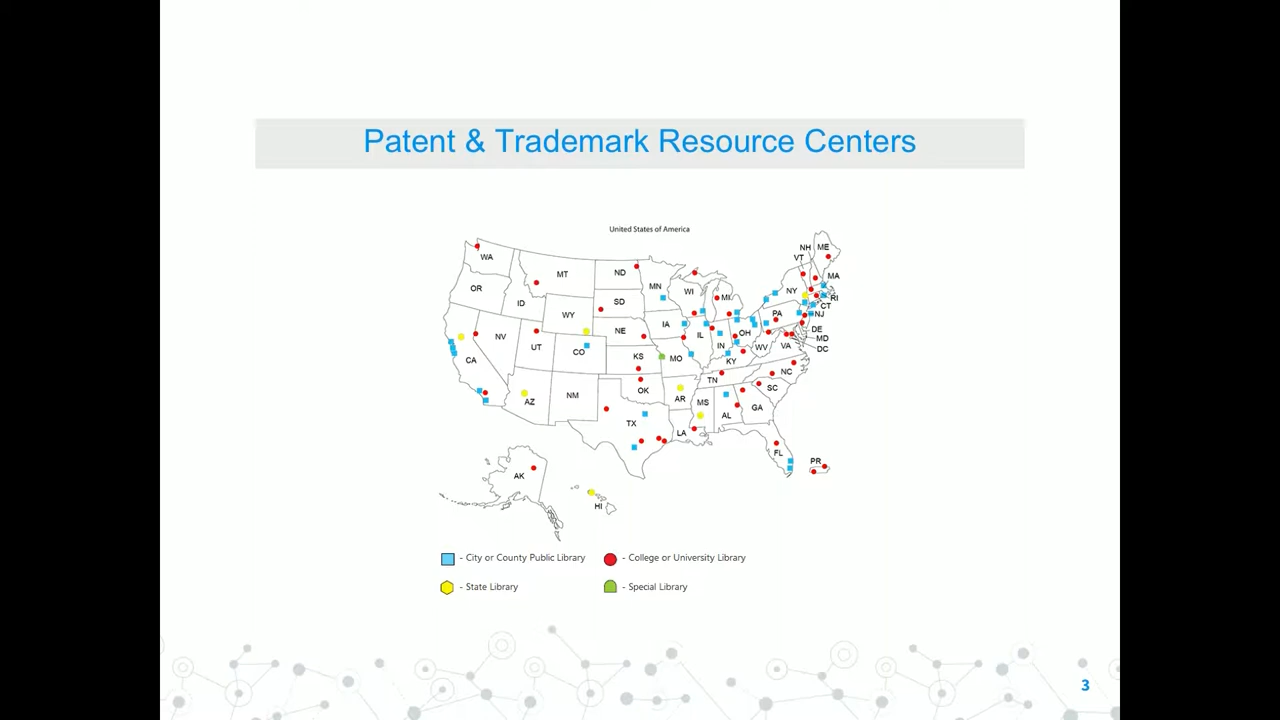 Patent & Trademark Resource Centers
United States of America
NH ME
VT
WA
MT
ND
MN
MA
OR
ID
SD
WI
MI
NY
RI
CT
WY
IA
PA
NJ
NV
UT
NE
IL
IN
OH
DE
MD
DC
CA
CO
KS
MO
KY
WV
VA
AZ
NM
OK
AR
TN
NC
SC
MS
AL
GA
TX
LA
FL
PR
AK
HI
- City or County Public Library
- College or University Library
- State Library
- Special Library
3